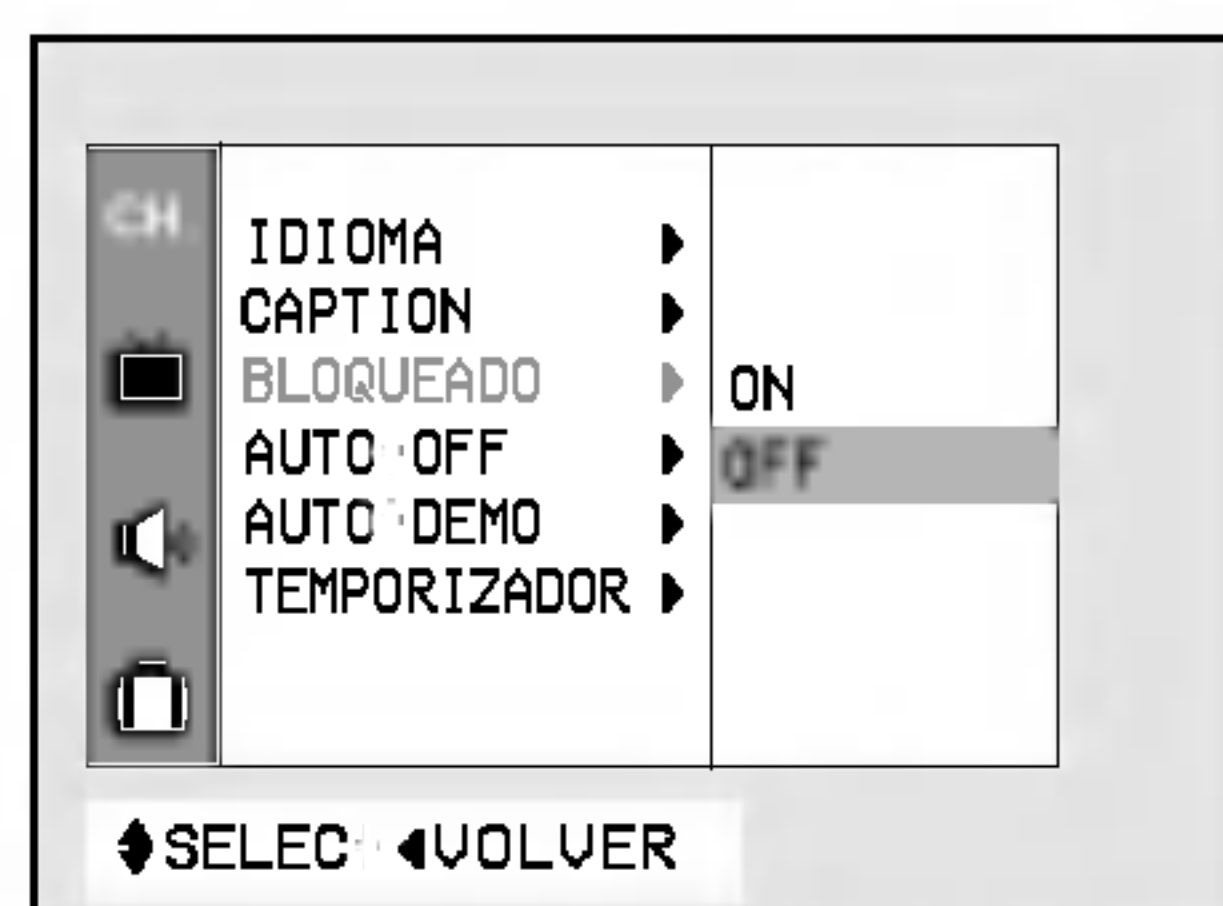 CH.
IDIOMA
CAPTION
BLOQUEADO
ON
AUTO OFF
OFF
AUTO DEMO
TEMPORIZADOR
SELEC VOLVER